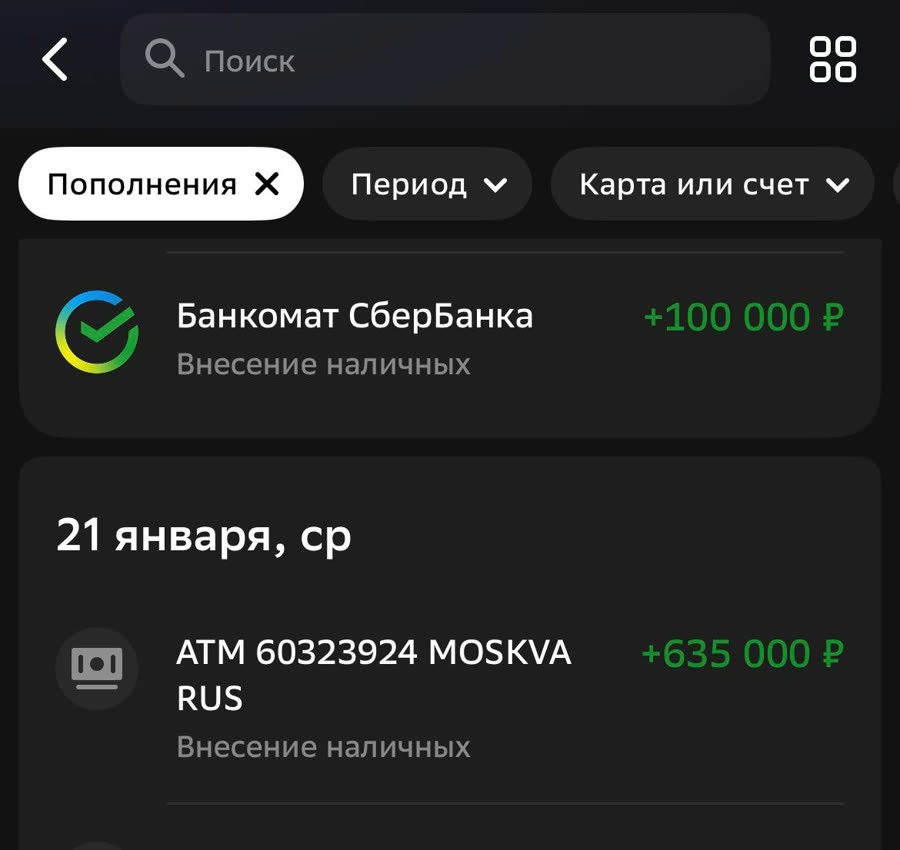 Поиск
Пополнения
Период
Карта или счет
Банкомат СберБанка
+100 000 ₽
Внесение наличных
21 января, ср
ATM 60323924 MOSKVA
+635 000 ₽
RUS
Внесение наличных